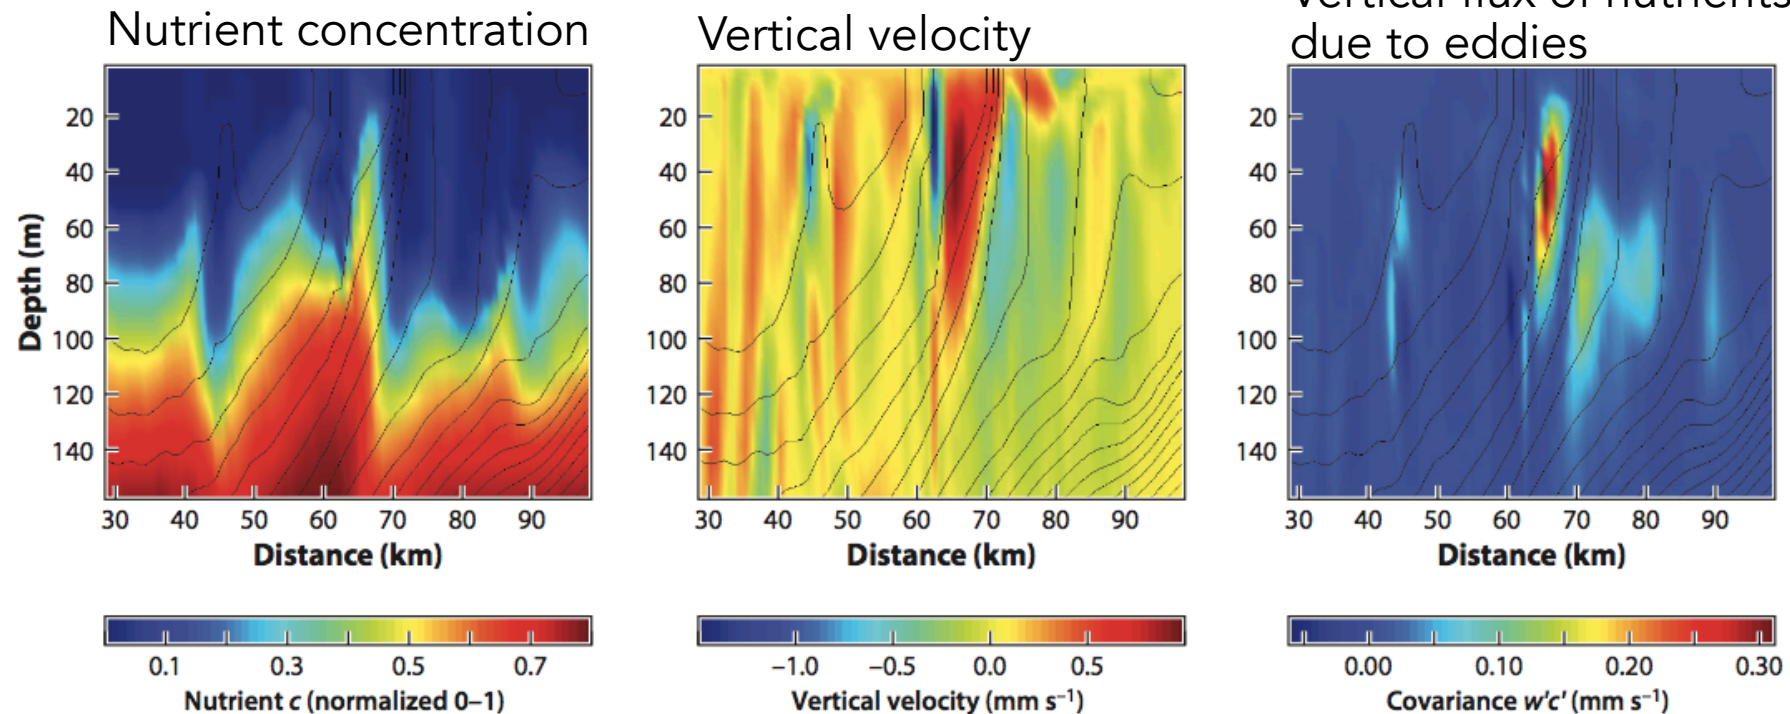 Nutrient concentration
Vertical velocity
Vertical flux of nutrients
due to eddies
Depth (m)
20
40
60
80
100
120
140
30 40 50 60 70 80 90
Distance (km)
20
40
60
80
100
120
140
30 40 50 60 70 80 90
Distance (km)
20
40
60
80
100
120
140
30 40 50 60 70 80 90
Distance (km)
0.1 0.3 0.5 0.7
Nutrient c (normalized 0–1)
–1.0 –0.5 0.0 0.5
Vertical velocity (mm s⁻¹)
0.00 0.10 0.20 0.30
Covariance w'c' (mm s⁻¹)